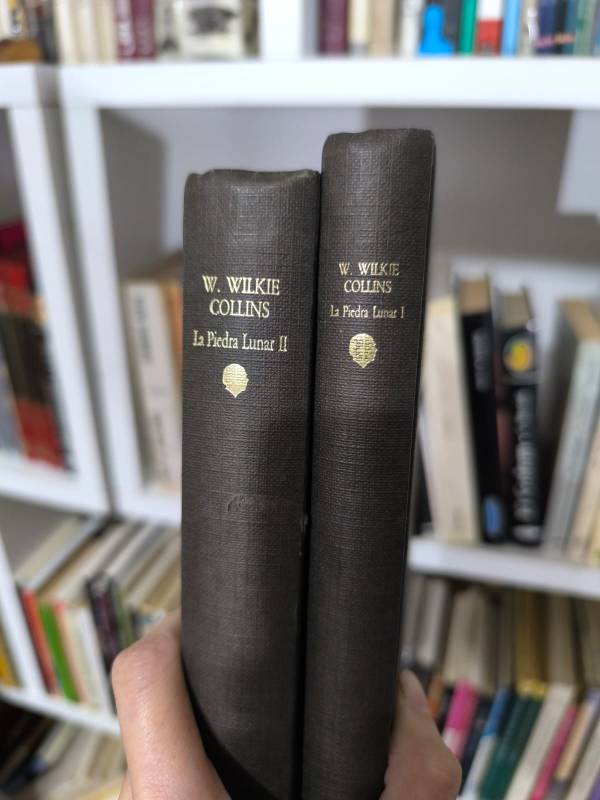 W. WILKIE
COLLINS
La Piedra Lunar II
W. WILKIE
COLLINS
La Piedra Lunar I